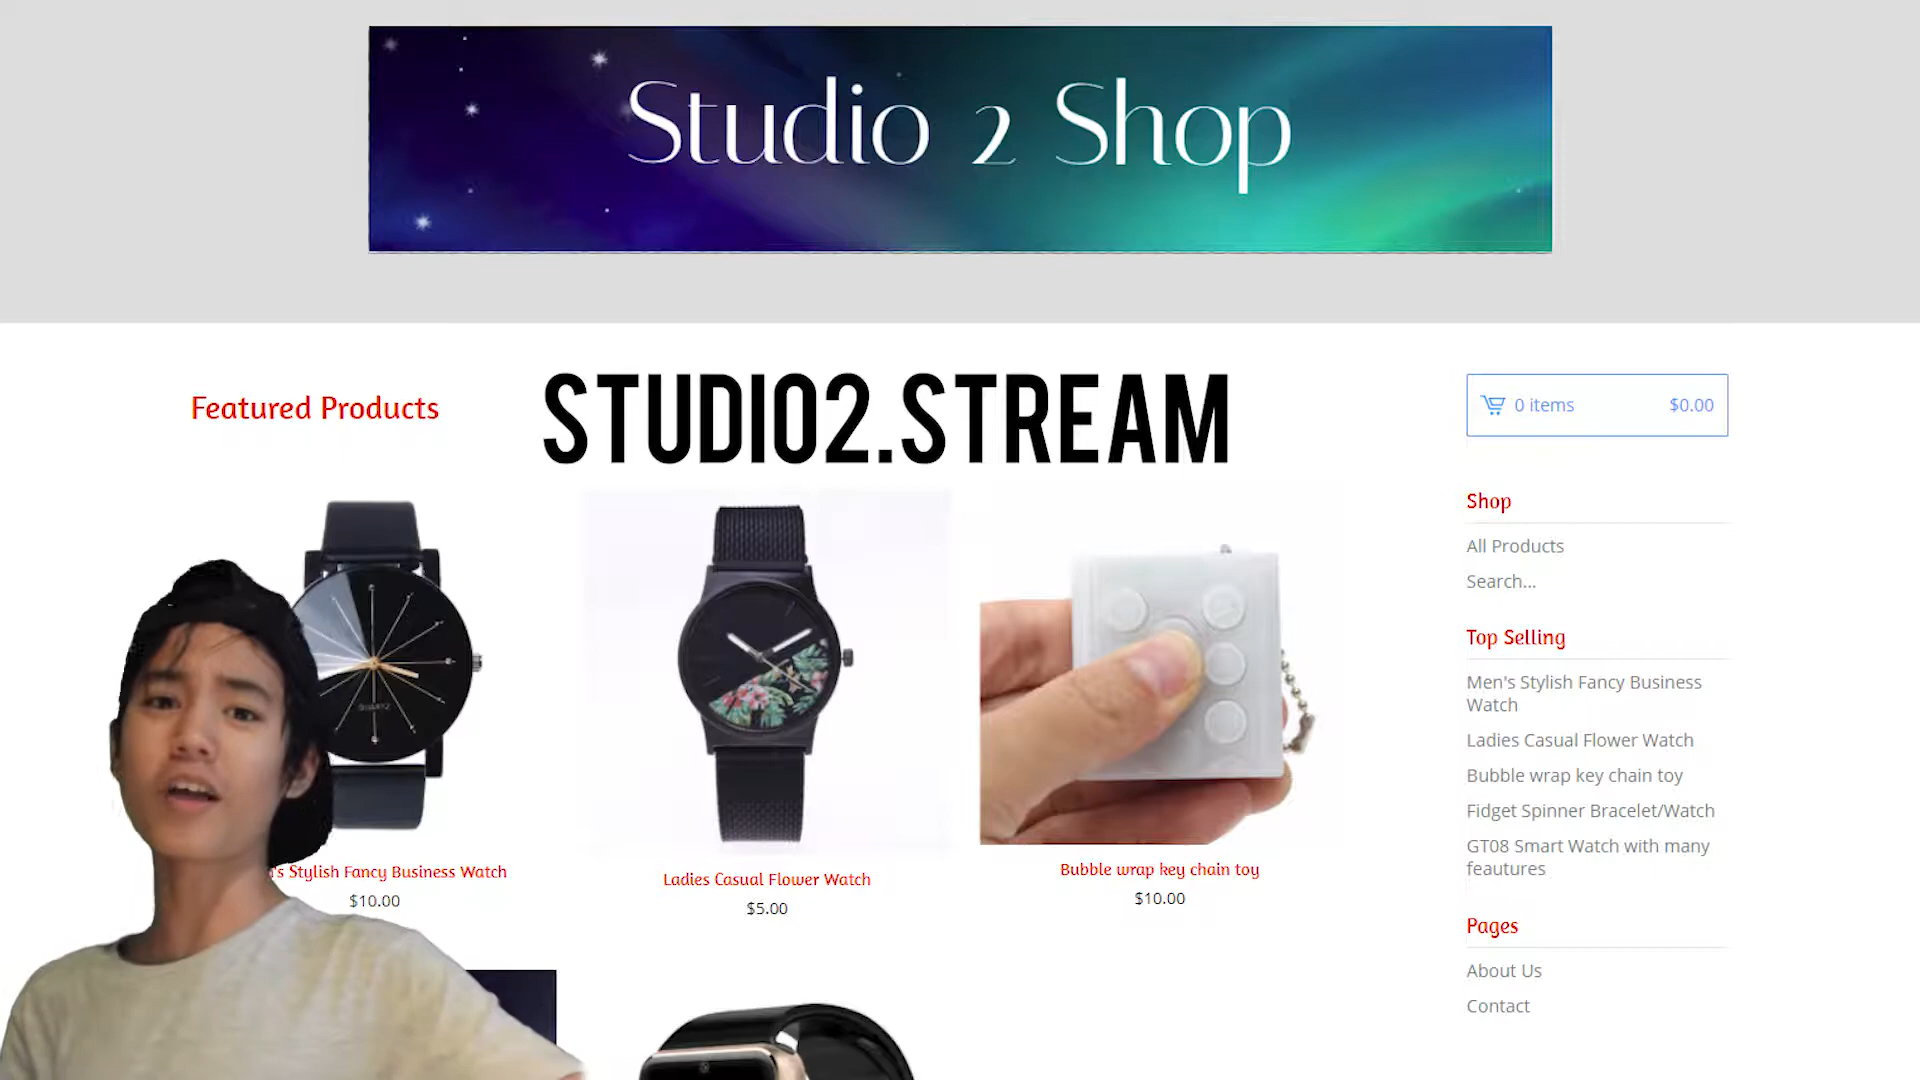 Studio 2 Shop
Featured Products
STUDIO2.STREAM
0 items $0.00
's Stylish Fancy Business Watch
$10.00
Ladies Casual Flower Watch
$5.00
Bubble wrap key chain toy
$10.00
Shop
All Products
Search...
Top Selling
Men's Stylish Fancy Business
Watch
Ladies Casual Flower Watch
Bubble wrap key chain toy
Fidget Spinner Bracelet/Watch
GT08 Smart Watch with many
feautures
Pages
About Us
Contact